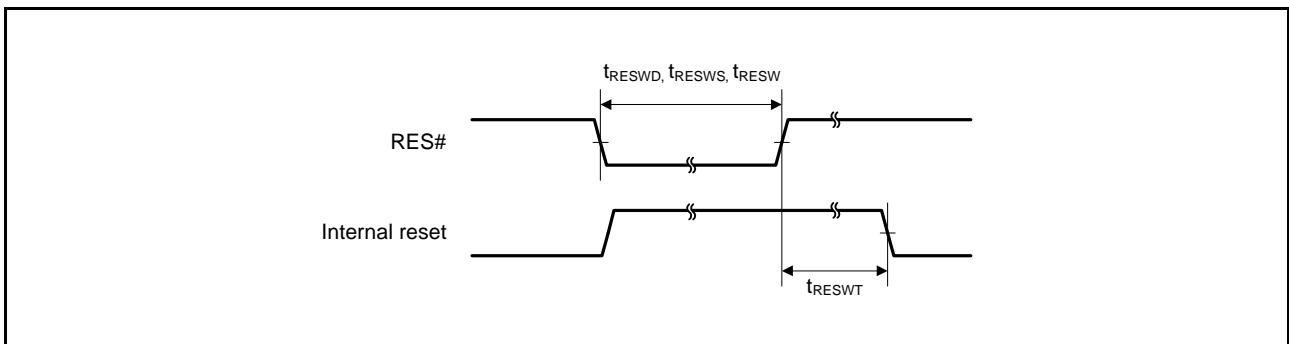 tRESWD, tRESWS, tRESW
RES#
Internal reset
tRESWT